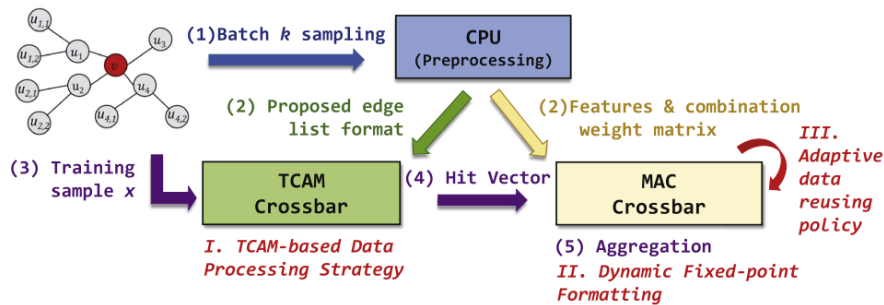 u1,1
u1,2
u1
u3
v
u2,1
u2
u4
u2,2
u4,1
u4,2
(1)Batch k sampling
CPU
(Preprocessing)
(2) Proposed edge
list format
(2)Features & combination
weight matrix
III.
Adaptive
data
reusing
policy
(3) Training
sample x
TCAM
Crossbar
(4) Hit Vector
MAC
Crossbar
I. TCAM-based Data
Processing Strategy
(5) Aggregation
II. Dynamic Fixed-point
Formatting